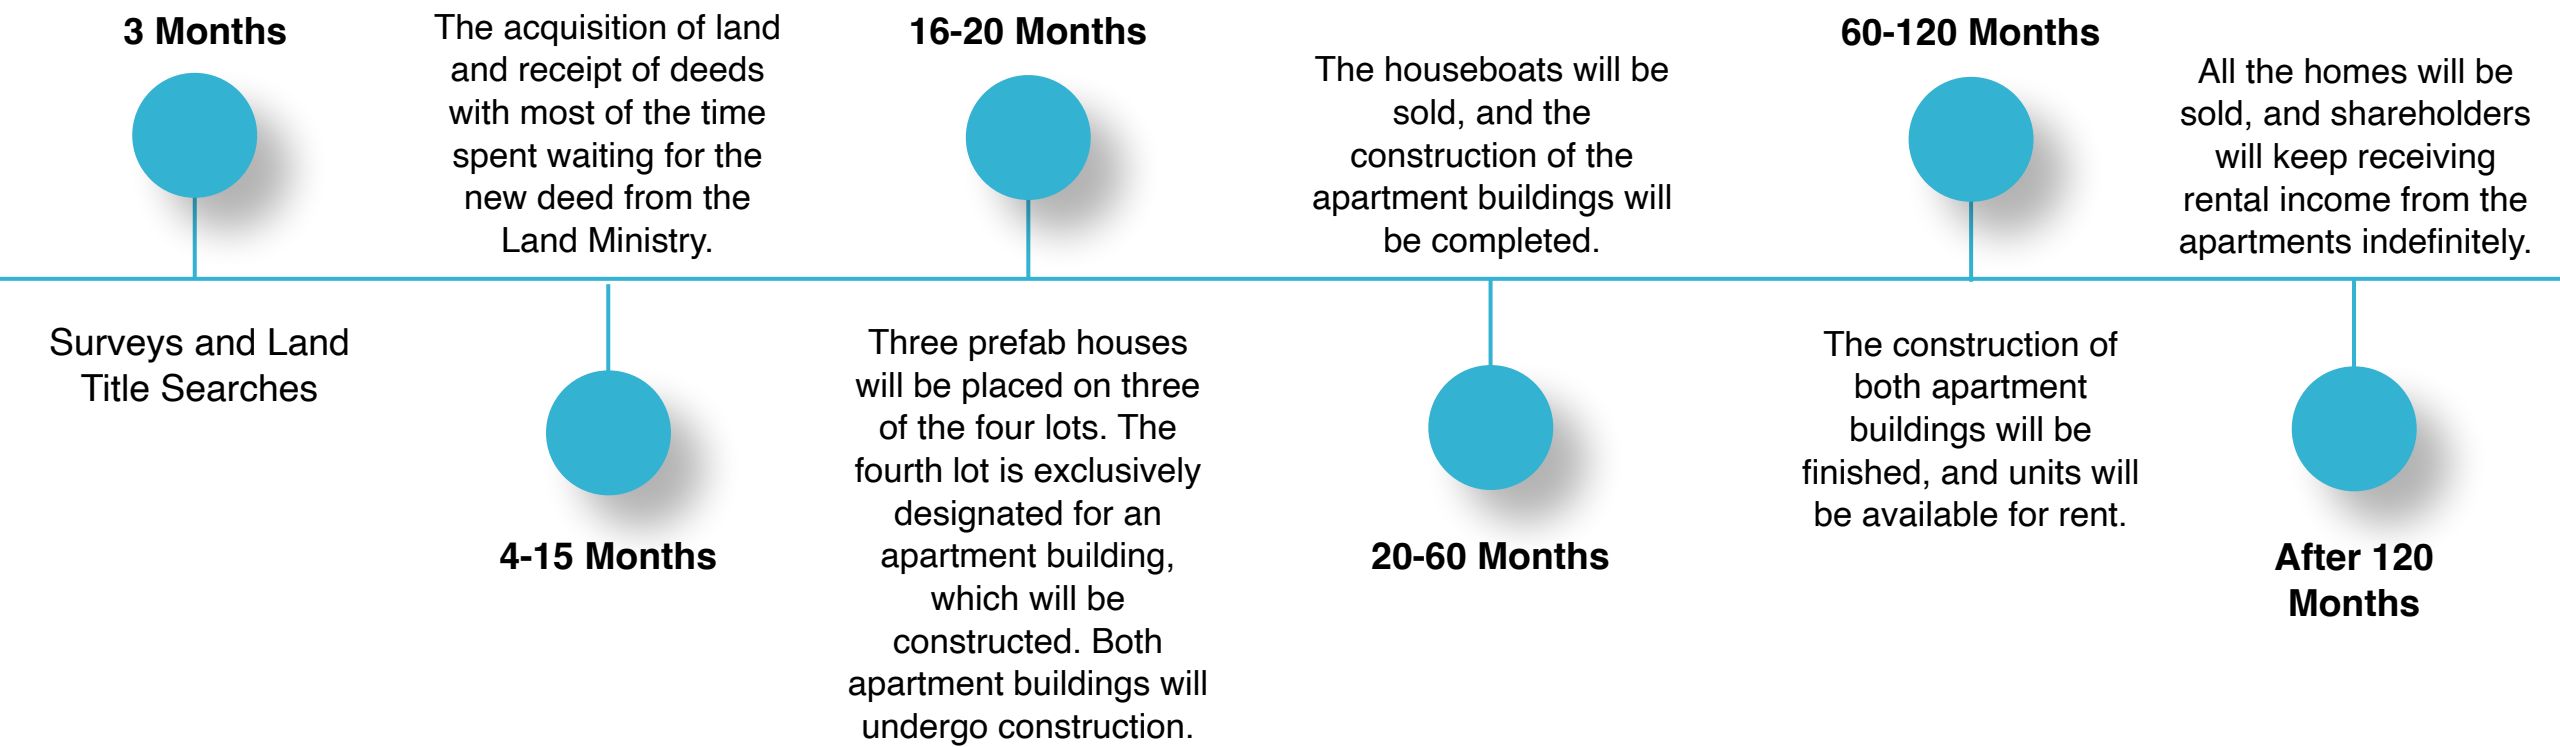 3 Months
Surveys and Land
Title Searches
The acquisition of land
and receipt of deeds
with most of the time
spent waiting for the
new deed from the
Land Ministry.
4-15 Months
16-20 Months
Three prefab houses
will be placed on three
of the four lots. The
fourth lot is exclusively
designated for an
apartment building,
which will be
constructed. Both
apartment buildings will
undergo construction.
The houseboats will be
sold, and the
construction of the
apartment buildings will
be completed.
20-60 Months
60-120 Months
The construction of
both apartment
buildings will be
finished, and units will
be available for rent.
All the homes will be
sold, and shareholders
will keep receiving
rental income from the
apartments indefinitely.
After 120
Months